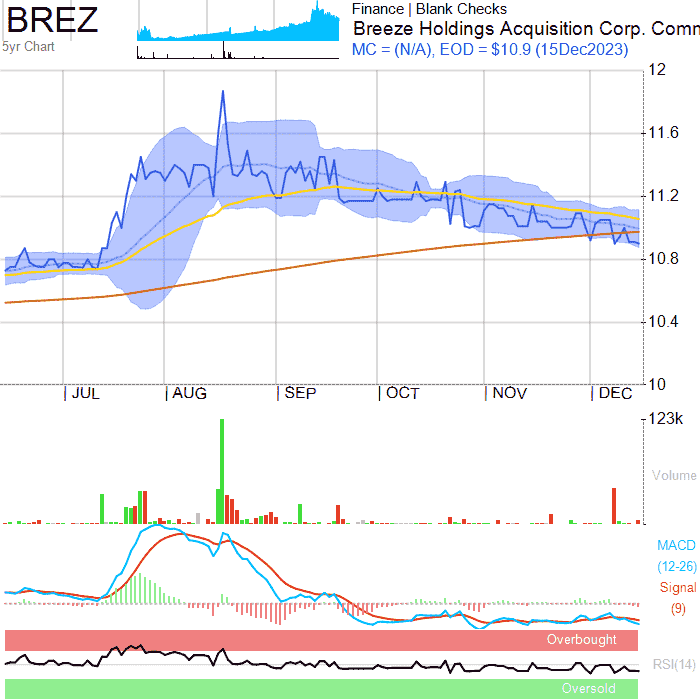 BREZ
5yr Chart
Finance | Blank Checks
Breeze Holdings Acquisition Corp. Comm
MC = (N/A), EOD = $10.9 (15Dec2023)
12
11.6
11.2
10.8
10.4
10
JUL AUG SEP OCT NOV DEC
123k
Volume
MACD
(12-26)
Signal
(9)
Overbought
RSI(14)
Oversold